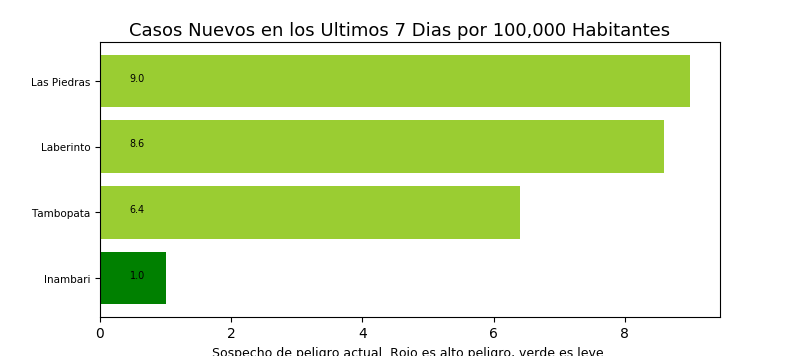 Casos Nuevos en los Ultimos 7 Dias por 100,000 Habitantes
Las Piedras 9.0
Laberinto 8.6
Tambopata 6.4
Inambari 1.0
0 2 4 6 8
Sospecho de peligro actual. Rojo es alto peligro, verde es leve